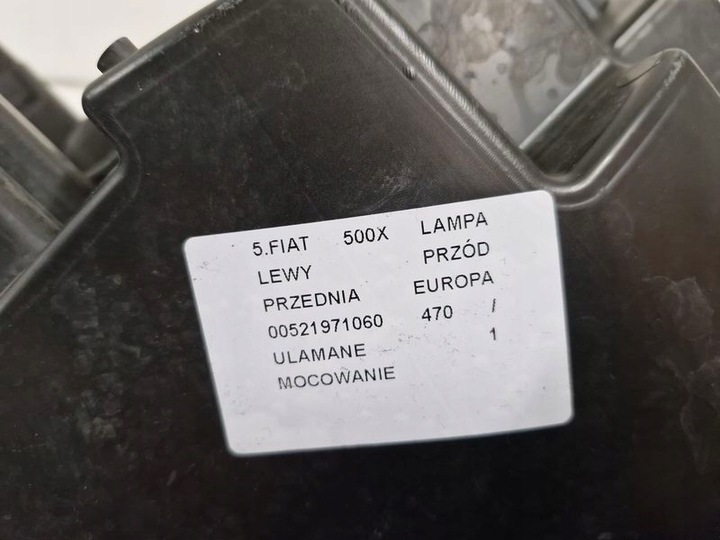 5.FIAT 500X LAMPA
LEWY PRZÓD
PRZEDNIA EUROPA
00521971060 470 /
ULAMANE 1
MOCOWANIE